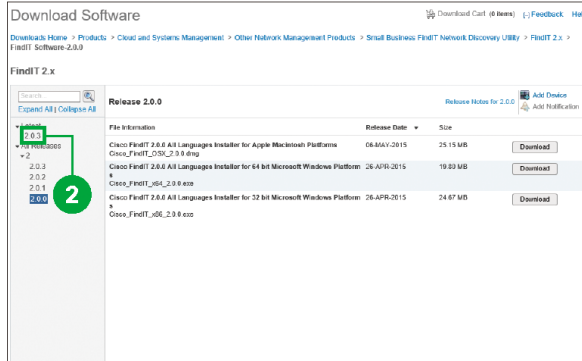 Download Software
Download Cart (0 items) [-] Feedback Hel
Downloads Home > Products > Cloud and Systems Management > Other Network Management Products > Small Business FindIT Network Discovery Utility > FindIT 2.x >
FindIT Software-2.0.0
FindIT 2.x
Search
Expand All | Collapse All
Release 2.0.0
Release Notes for 2.0.0
Add Device
Add Notification
Latest
2.0.3
All Releases
2
2.0.3
2.0.2
2.0.1
2.0.0
2
File Information Release Date Size
Cisco FindIT 2.0.0 All Languages Installer for Apple Macintosh Platforms 06-MAY-2015 25.15 MB Download
Cisco_FindIT_OSX_2.0.0.dmg
Cisco FindIT 2.0.0 All Languages Installer for 64 bit Microsoft Windows Platform 26-APR-2015 19.80 MB Download
s
Cisco_FindIT_x64_2.0.0.exe
Cisco FindIT 2.0.0 All Languages Installer for 32 bit Microsoft Windows Platform 26-APR-2015 24.67 MB Download
s
Cisco_FindIT_x86_2.0.0.exe